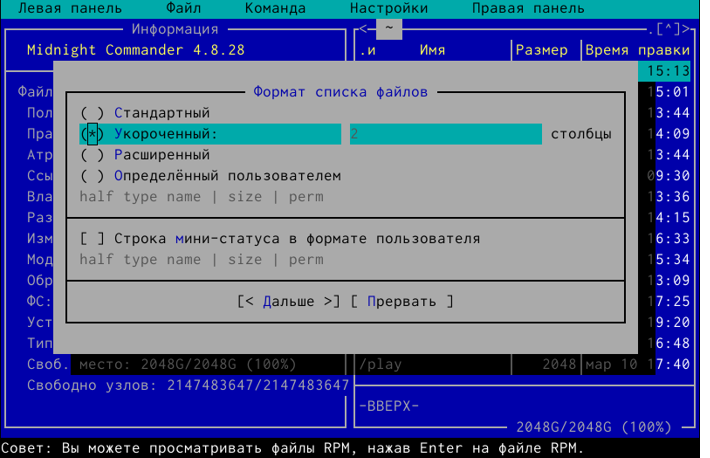 Левая панель Файл Команда Настройки Правая панель
Информация <─ ~ .[^]>
Midnight Commander 4.8.28 .и Имя Размер Время правки
15:13
Файл 15:01
Формат списка файлов
Пол ( ) Стандартный 13:44
Пра (*) Укороченный: 2 столбцы 14:09
Атр ( ) Расширенный 13:44
Ссы ( ) Определённый пользователем 09:30
Вла half type name | size | perm 13:36
Раз 14:15
Изм [ ] Строка мини-статуса в формате пользователя 16:33
Мод half type name | size | perm 15:34
Обр 13:09
ФС: [< Дальше >] [ Прервать ] 17:25
Уст 19:20
Тип 16:48
Своб. место: 2048G/2048G (100%) /play 2048 мар 10 17:40
Свободно узлов: 2147483647/2147483647
-ВВЕРХ-
2048G/2048G (100%)
Совет: Вы можете просматривать файлы RPM, нажав Enter на файле RPM.